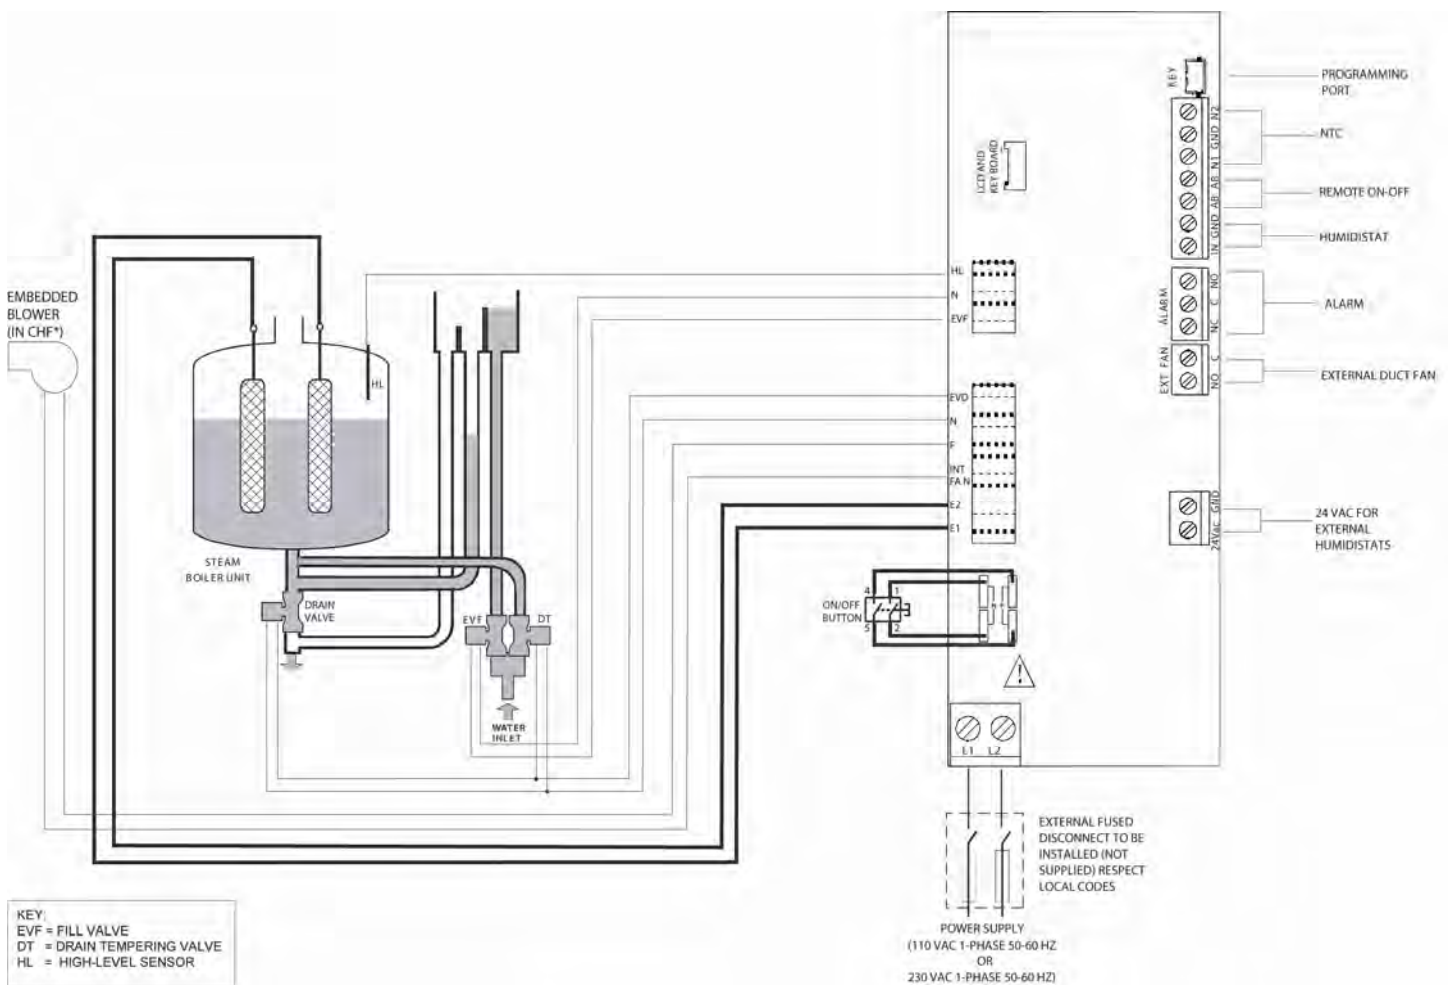 KEY
PROGRAMMING
PORT
N2
GND
N1
AB
AB
GND
IN
NTC
REMOTE ON-OFF
HUMIDISTAT
LCD AND
KEY BOARD
ALARM
NO
C
NC
ALARM
EXT FAN
C
NO
EXTERNAL DUCT FAN
GND
24VAC
24 VAC FOR
EXTERNAL
HUMIDISTATS
EMBEDDED
BLOWER
(IN CHF*)
HL
HL
N
EVF
EVD
N
F
INT
FAN
E2
E1
STEAM
BOILER UNIT
DRAIN
VALVE
EVF
DT
WATER
INLET
ON/OFF
BUTTON
4
1
5
2
!
L1
L2
EXTERNAL FUSED
DISCONNECT TO BE
INSTALLED (NOT
SUPPLIED) RESPECT
LOCAL CODES
POWER SUPPLY
(110 VAC 1-PHASE 50-60 HZ
OR
230 VAC 1-PHASE 50-60 HZ)
KEY:
EVF = FILL VALVE
DT = DRAIN TEMPERING VALVE
HL = HIGH-LEVEL SENSOR